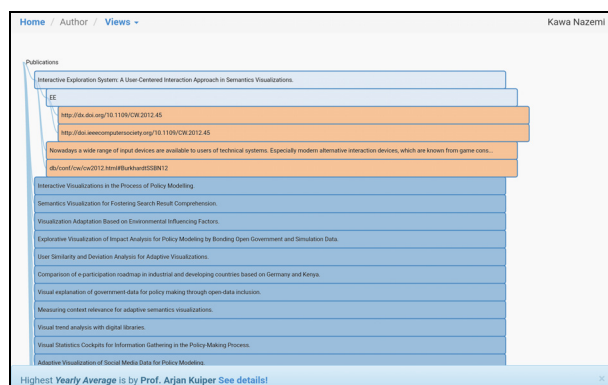 Home / Author / Views
Kawa Nazemi
Publications
Interactive Exploration System: A User-Centered Interaction Approach in Semantics Visualizations.
EE
http://dx.doi.org/10.1109/CW.2012.45
http://doi.ieeecomputersociety.org/10.1109/CW.2012.45
Nowadays a wide range of input devices are available to users of technical systems. Especially modern alternative interaction devices, which are known from game cons...
db/conf/cw/cw2012.html#BurkhardtSSBN12
Interactive Visualizations in the Process of Policy Modelling.
Semantics Visualization for Fostering Search Result Comprehension.
Visualization Adaptation Based on Environmental Influencing Factors.
Explorative Visualization of Impact Analysis for Policy Modeling by Bonding Open Government and Simulation Data.
User Similarity and Deviation Analysis for Adaptive Visualizations.
Comparison of e-participation roadmap in industrial and developing countries based on Germany and Kenya.
Visual explanation of government-data for policy making through open-data inclusion.
Measuring context relevance for adaptive semantics visualizations.
Visual trend analysis with digital libraries.
Visual Statistics Cockpits for Information Gathering in the Policy-Making Process.
Adaptive Visualization of Social Media Data for Policy Modeling.
Highest Yearly Average is by Prof. Arjan Kuiper See details!
×